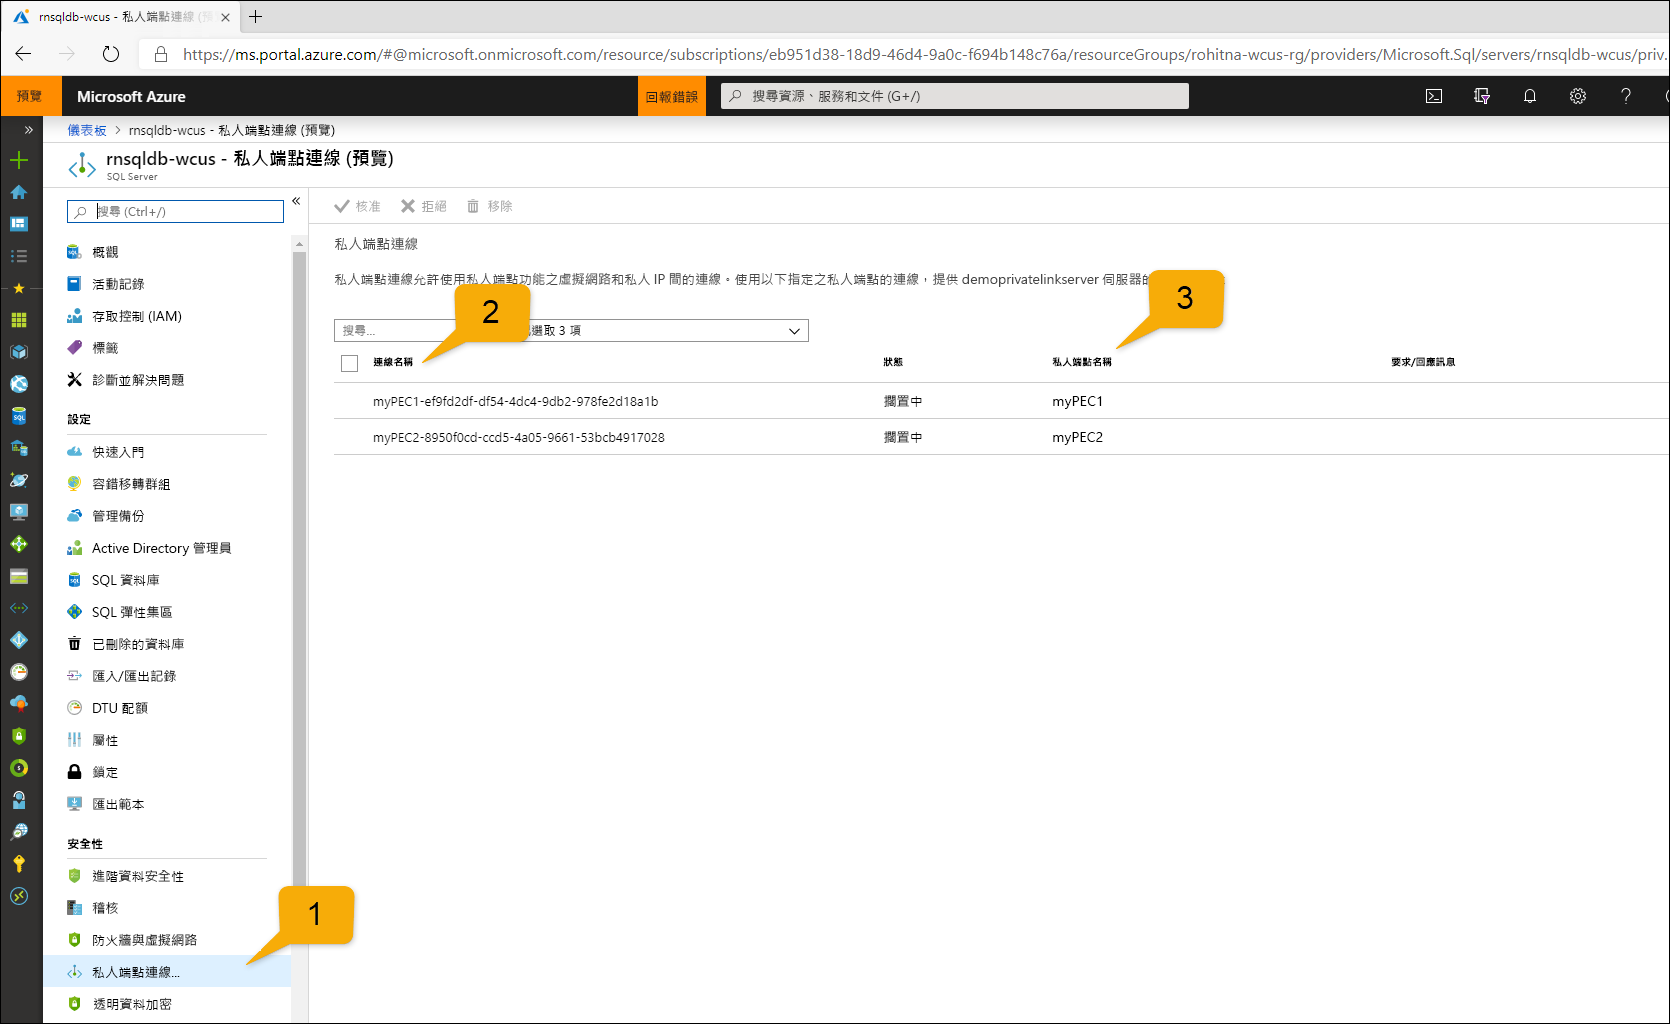 rnsqldb-wcus - 私人端點連線 (預
https://ms.portal.azure.com/#@microsoft.onmicrosoft.com/resource/subscriptions/eb951d38-18d9-46d4-9a0c-f694b148c76a/resourceGroups/rohitna-wcus-rg/providers/Microsoft.Sql/servers/rnsqldb-wcus/priv.
預覽
Microsoft Azure
回報錯誤
搜尋資源、服務和文件 (G+/)
儀表板 > rnsqldb-wcus - 私人端點連線 (預覽)
rnsqldb-wcus - 私人端點連線 (預覽)
SQL Server
搜尋 (Ctrl+/)
概觀
活動記錄
存取控制 (IAM)
標籤
診斷並解決問題
設定
快速入門
容錯移轉群組
管理備份
Active Directory 管理員
SQL 資料庫
SQL 彈性集區
已刪除的資料庫
匯入/匯出記錄
DTU 配額
屬性
鎖定
匯出範本
安全性
進階資料安全性
稽核
防火牆與虛擬網路
私人端點連線...
透明資料加密
1
核准 拒絕 移除
私人端點連線
私人端點連線允許使用私人端點功能之虛擬網路和私人 IP 間的連線。使用以下指定之私人端點的連線，提供 demoprivatelinkserver 伺服器的
2
3
搜尋...
選取 3 項
連線名稱 狀態 私人端點名稱 要求/回應訊息
myPEC1-ef9fd2df-df54-4dc4-9db2-978fe2d18a1b 擱置中 myPEC1
myPEC2-8950f0cd-ccd5-4a05-9661-53bcb4917028 擱置中 myPEC2